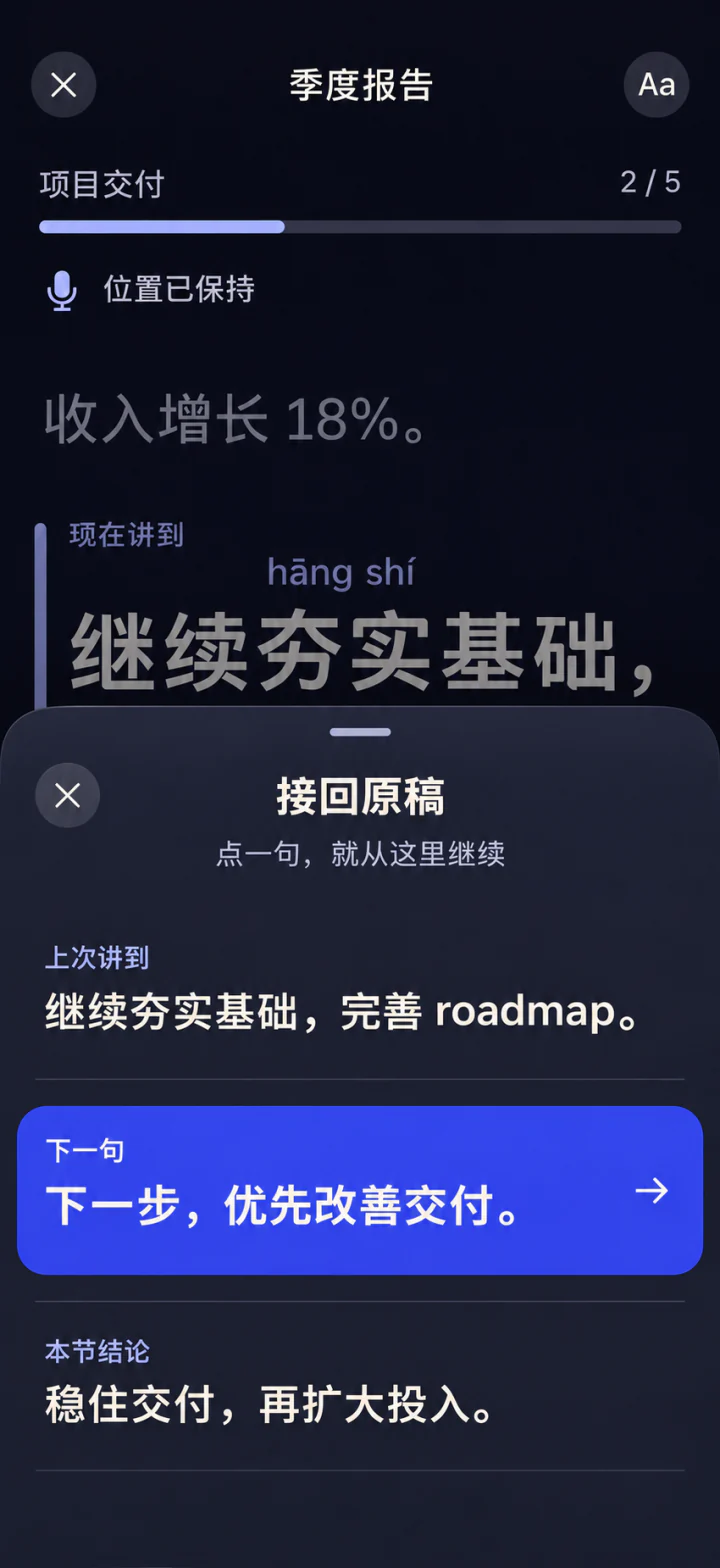 季度报告
Aa
项目交付
2 / 5
位置已保持
收入增长 18%。
现在讲到
hāng shí
继续夯实基础，
接回原稿
点一句，就从这里继续
上次讲到
继续夯实基础，完善 roadmap。
下一句
下一步，优先改善交付。
本节结论
稳住交付，再扩大投入。